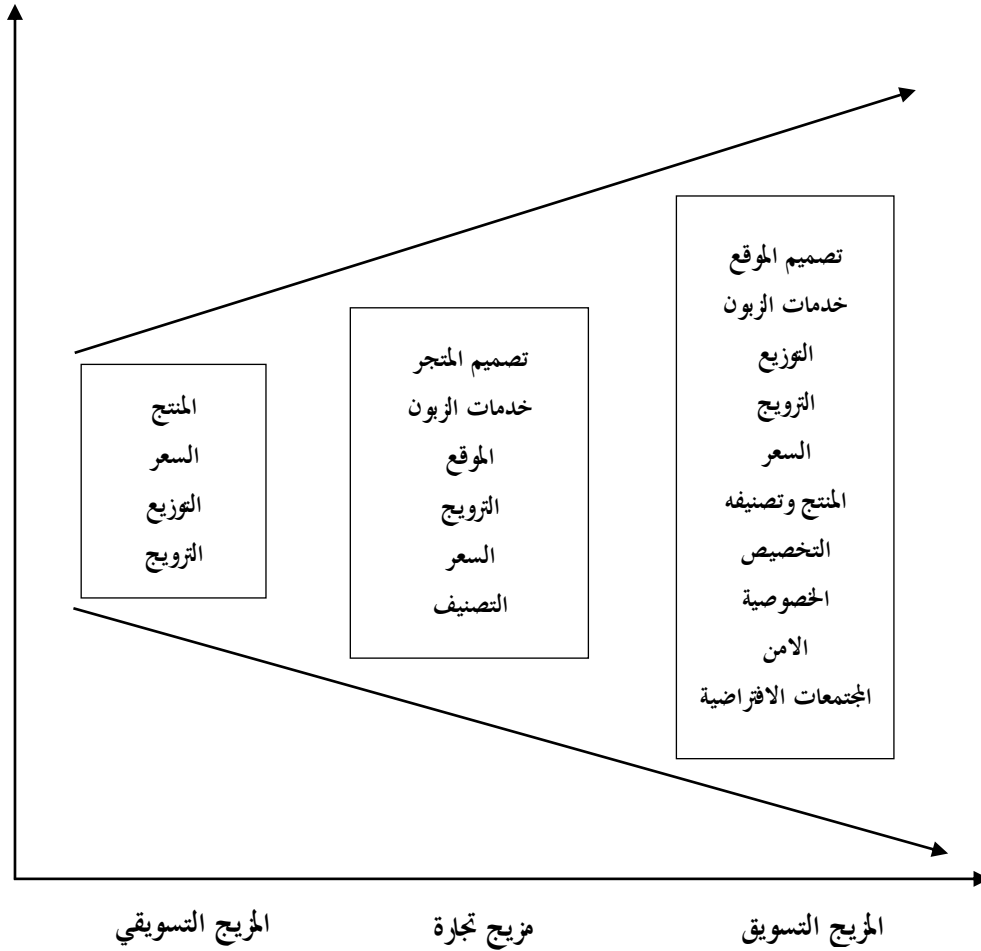 المنتج
السعر
التوزيع
الترويج
تصميم المتجر
خدمات الزبون
الموقع
الترويج
السعر
التصنيف
تصميم الموقع
خدمات الزبون
التوزيع
الترويج
السعر
المنتج وتصنيفه
التخصيص
الخصوصية
الامن
المجتمعات الافتراضية
المزيج التسويقي
مزيج تجارة
المزيج التسويق